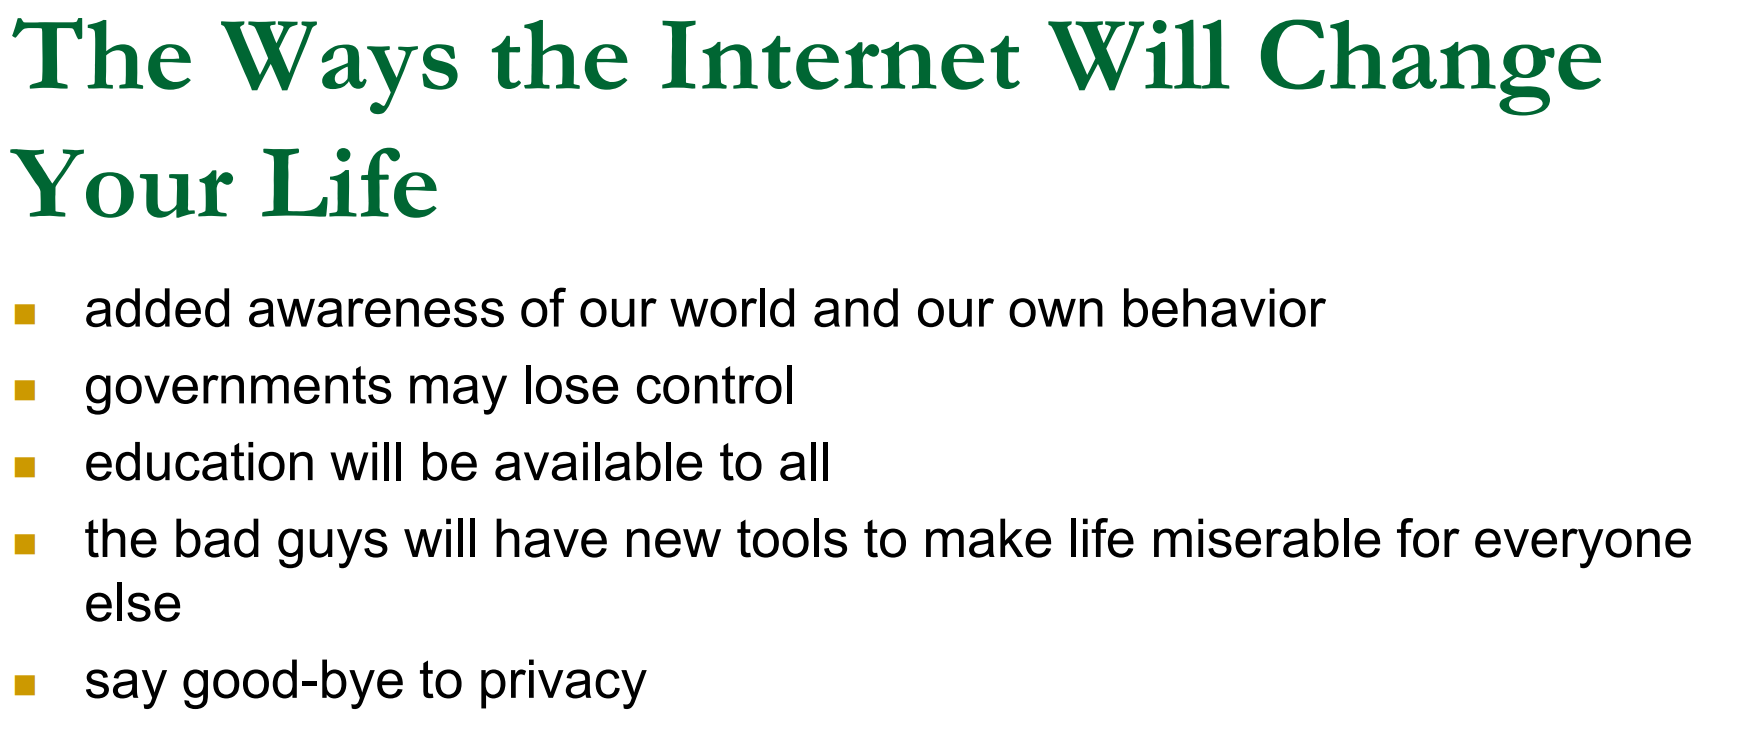 The Ways the Internet Will Change
Your Life
added awareness of our world and our own behavior
governments may lose control
education will be available to all
the bad guys will have new tools to make life miserable for everyone
else
say good-bye to privacy